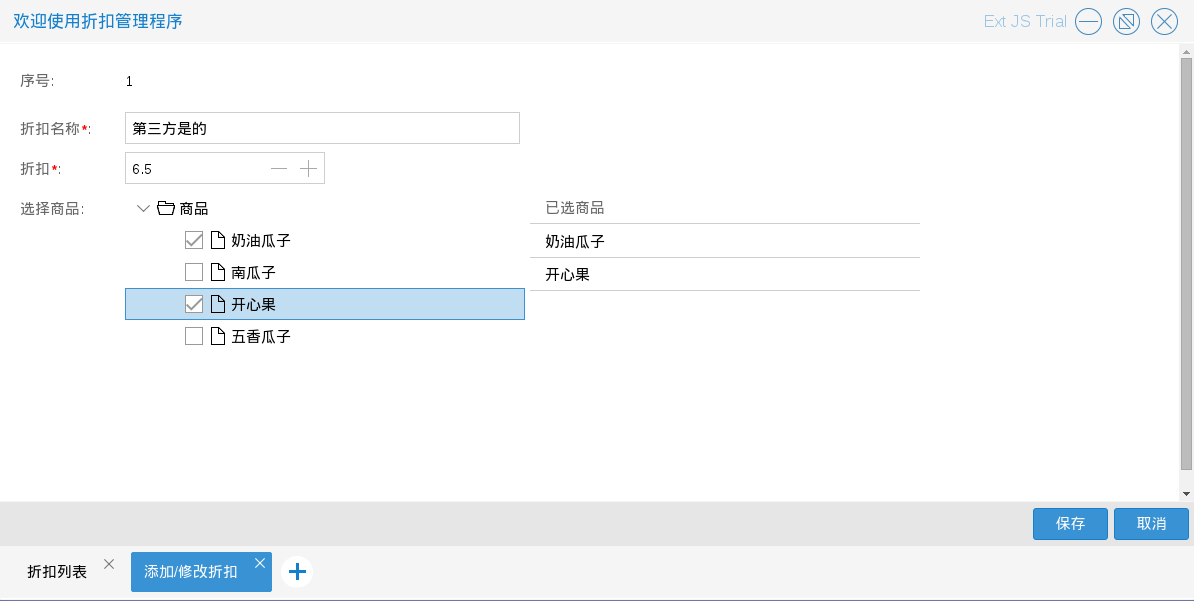 欢迎使用折扣管理程序
Ext JS Trial
序号:
1
折扣名称*:
第三方是的
折扣*:
6.5
选择商品:
商品
已选商品
奶油瓜子
奶油瓜子
南瓜子
开心果
开心果
五香瓜子
保存
取消
折扣列表
添加/修改折扣